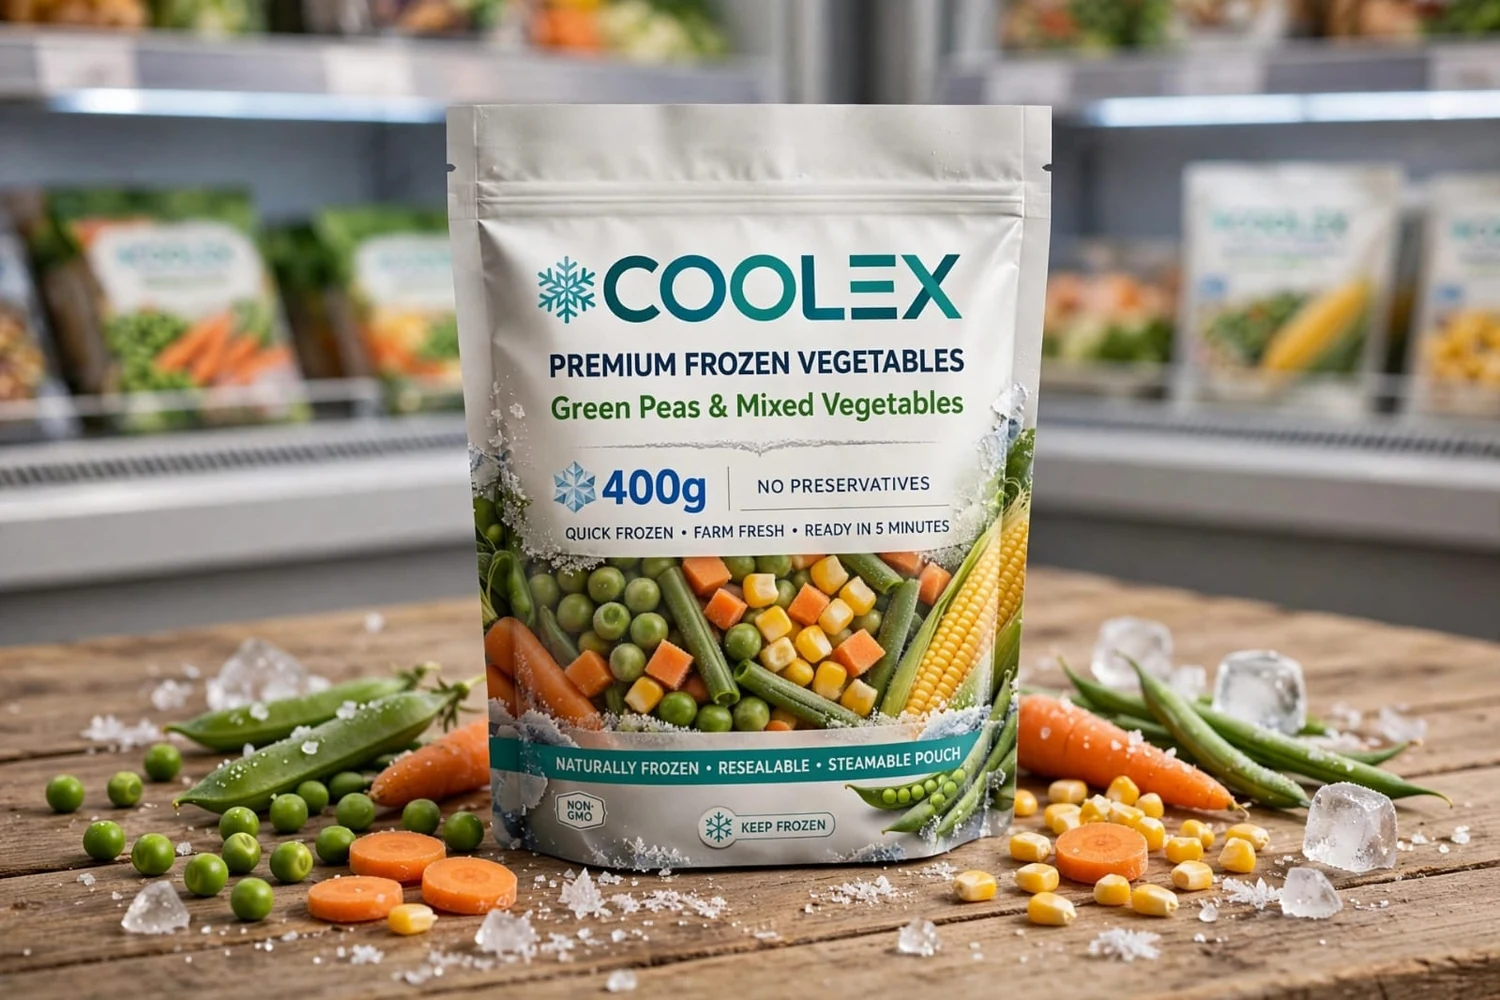 COOLEX
PREMIUM FROZEN VEGETABLES
Green Peas & Mixed Vegetables
400g
NO PRESERVATIVES
QUICK FROZEN • FARM FRESH • READY IN 5 MINUTES
NATURALLY FROZEN • RESEALABLE • STEAMABLE POUCH
NON-
GMO
KEEP FROZEN